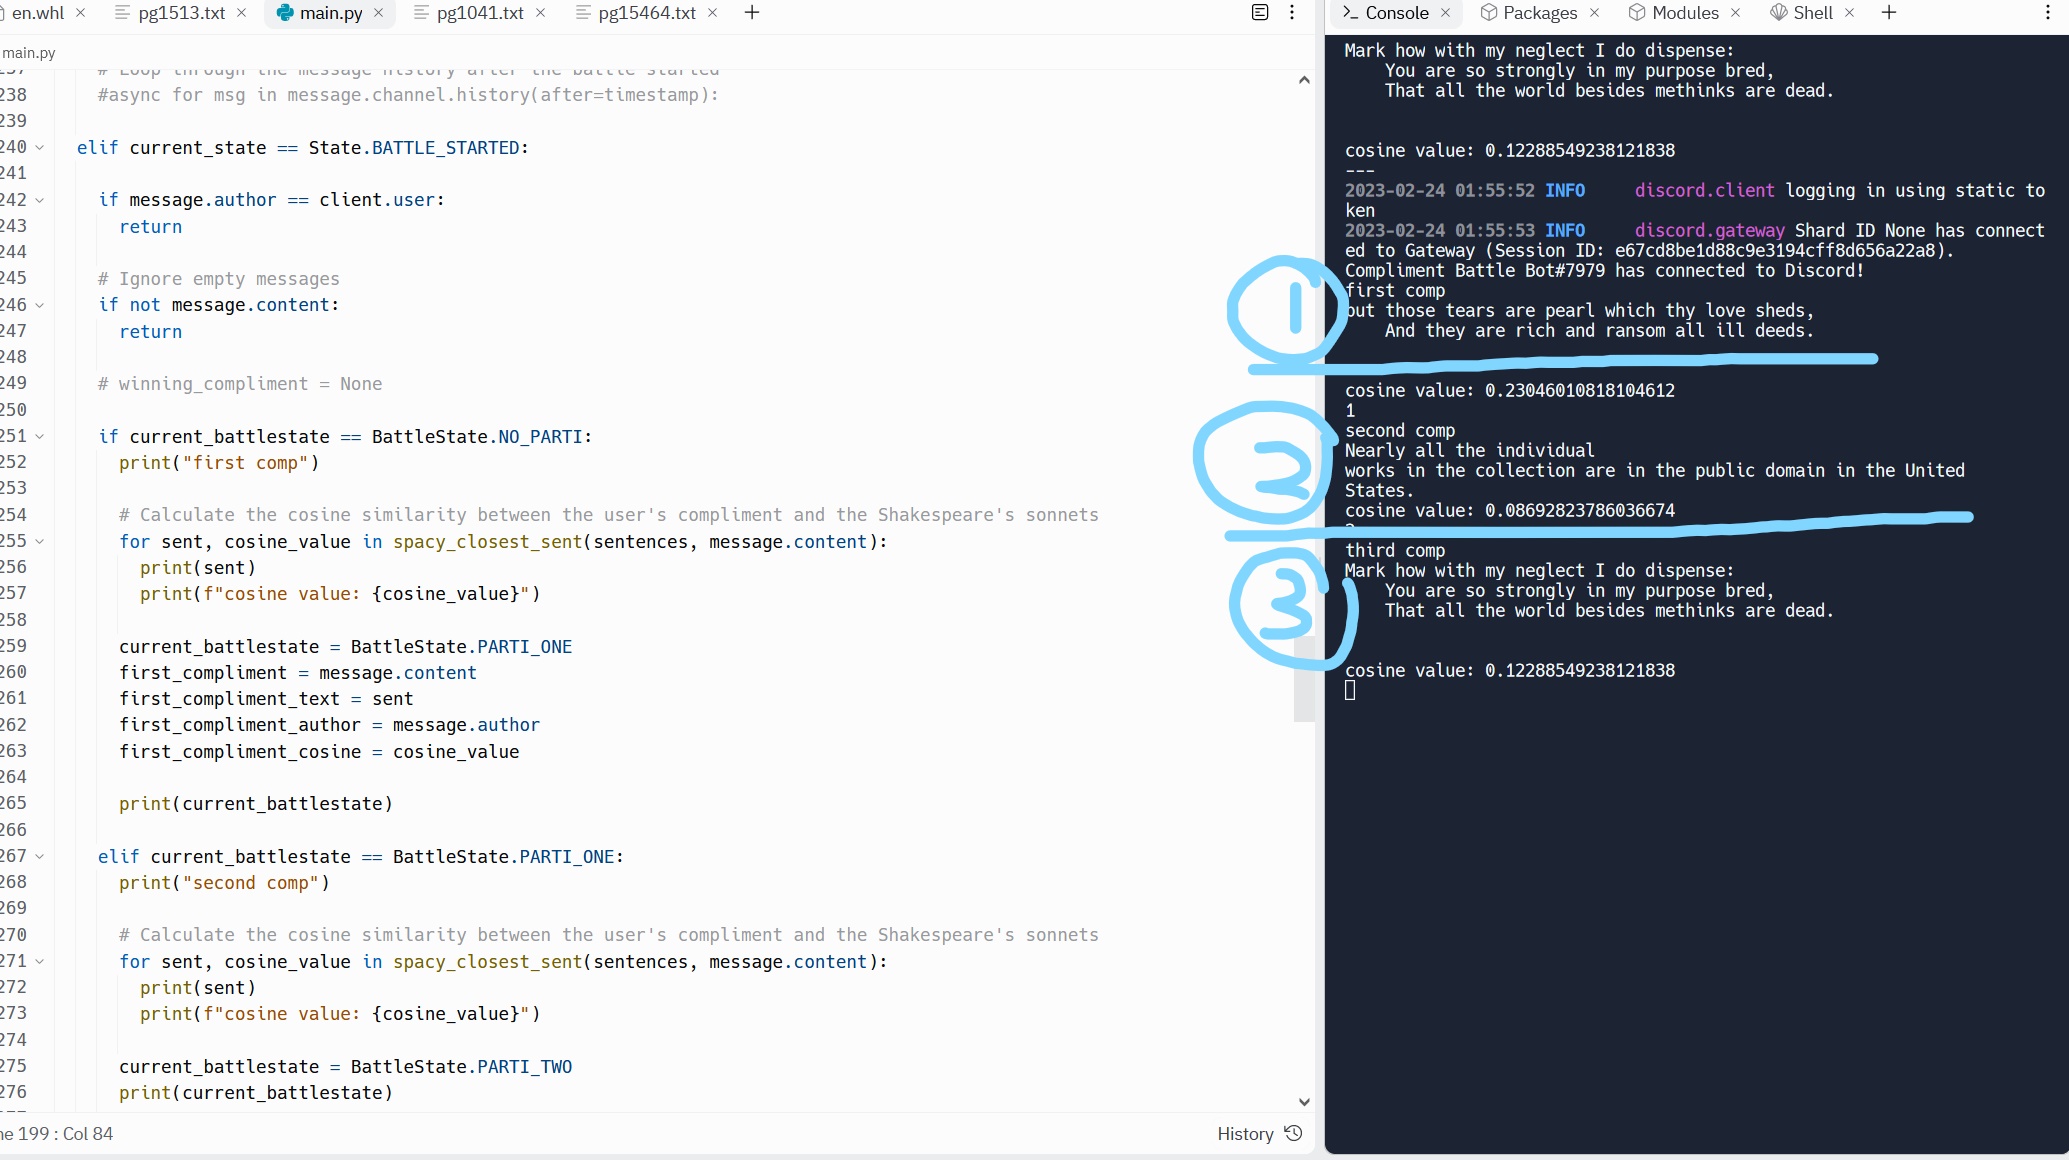 en.whl
pg1513.txt
main.py
pg1041.txt
pg15464.txt
main.py
237 # Loop through the message history after the battle started
238 #async for msg in message.channel.history(after=timestamp):
239
240 elif current_state == State.BATTLE_STARTED:
241
242 if message.author == client.user:
243 return
244
245 # Ignore empty messages
246 if not message.content:
247 return
248
249 # winning_compliment = None
250
251 if current_battlestate == BattleState.NO_PARTI:
252 print("first comp")
253
254 # Calculate the cosine similarity between the user's compliment and the Shakespeare's sonnets
255 for sent, cosine_value in spacy_closest_sent(sentences, message.content):
256 print(sent)
257 print(f"cosine value: {cosine_value}")
258
259 current_battlestate = BattleState.PARTI_ONE
260 first_compliment = message.content
261 first_compliment_text = sent
262 first_compliment_author = message.author
263 first_compliment_cosine = cosine_value
264
265 print(current_battlestate)
266
267 elif current_battlestate == BattleState.PARTI_ONE:
268 print("second comp")
269
270 # Calculate the cosine similarity between the user's compliment and the Shakespeare's sonnets
271 for sent, cosine_value in spacy_closest_sent(sentences, message.content):
272 print(sent)
273 print(f"cosine value: {cosine_value}")
274
275 current_battlestate = BattleState.PARTI_TWO
276 print(current_battlestate)
ne 199 : Col 84
History
Console
Packages
Modules
Shell
Mark how with my neglect I do dispense:
You are so strongly in my purpose bred,
That all the world besides methinks are dead.
cosine value: 0.12288549238121838
---
2023-02-24 01:55:52 INFO discord.client logging in using static to
ken
2023-02-24 01:55:53 INFO discord.gateway Shard ID None has connect
ed to Gateway (Session ID: e67cd8be1d88c9e3194cff8d656a22a8).
Compliment Battle Bot#7979 has connected to Discord!
1
first comp
but those tears are pearl which thy love sheds,
And they are rich and ransom all ill deeds.
cosine value: 0.23046010818104612
1
2
second comp
Nearly all the individual
works in the collection are in the public domain in the United
States.
cosine value: 0.08692823786036674
3
third comp
Mark how with my neglect I do dispense:
You are so strongly in my purpose bred,
That all the world besides methinks are dead.
cosine value: 0.12288549238121838